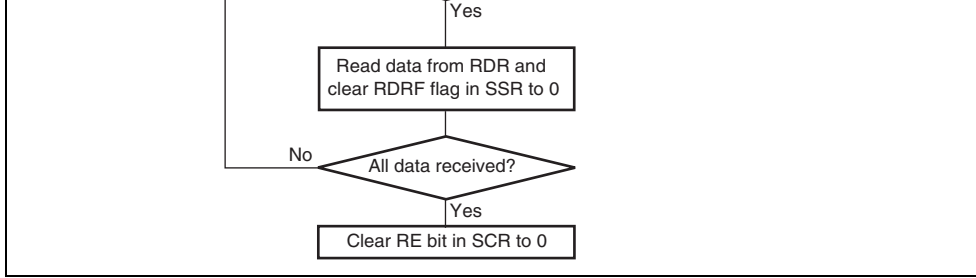 Yes
Read data from RDR and
clear RDRF flag in SSR to 0
No
All data received?
Yes
Clear RE bit in SCR to 0